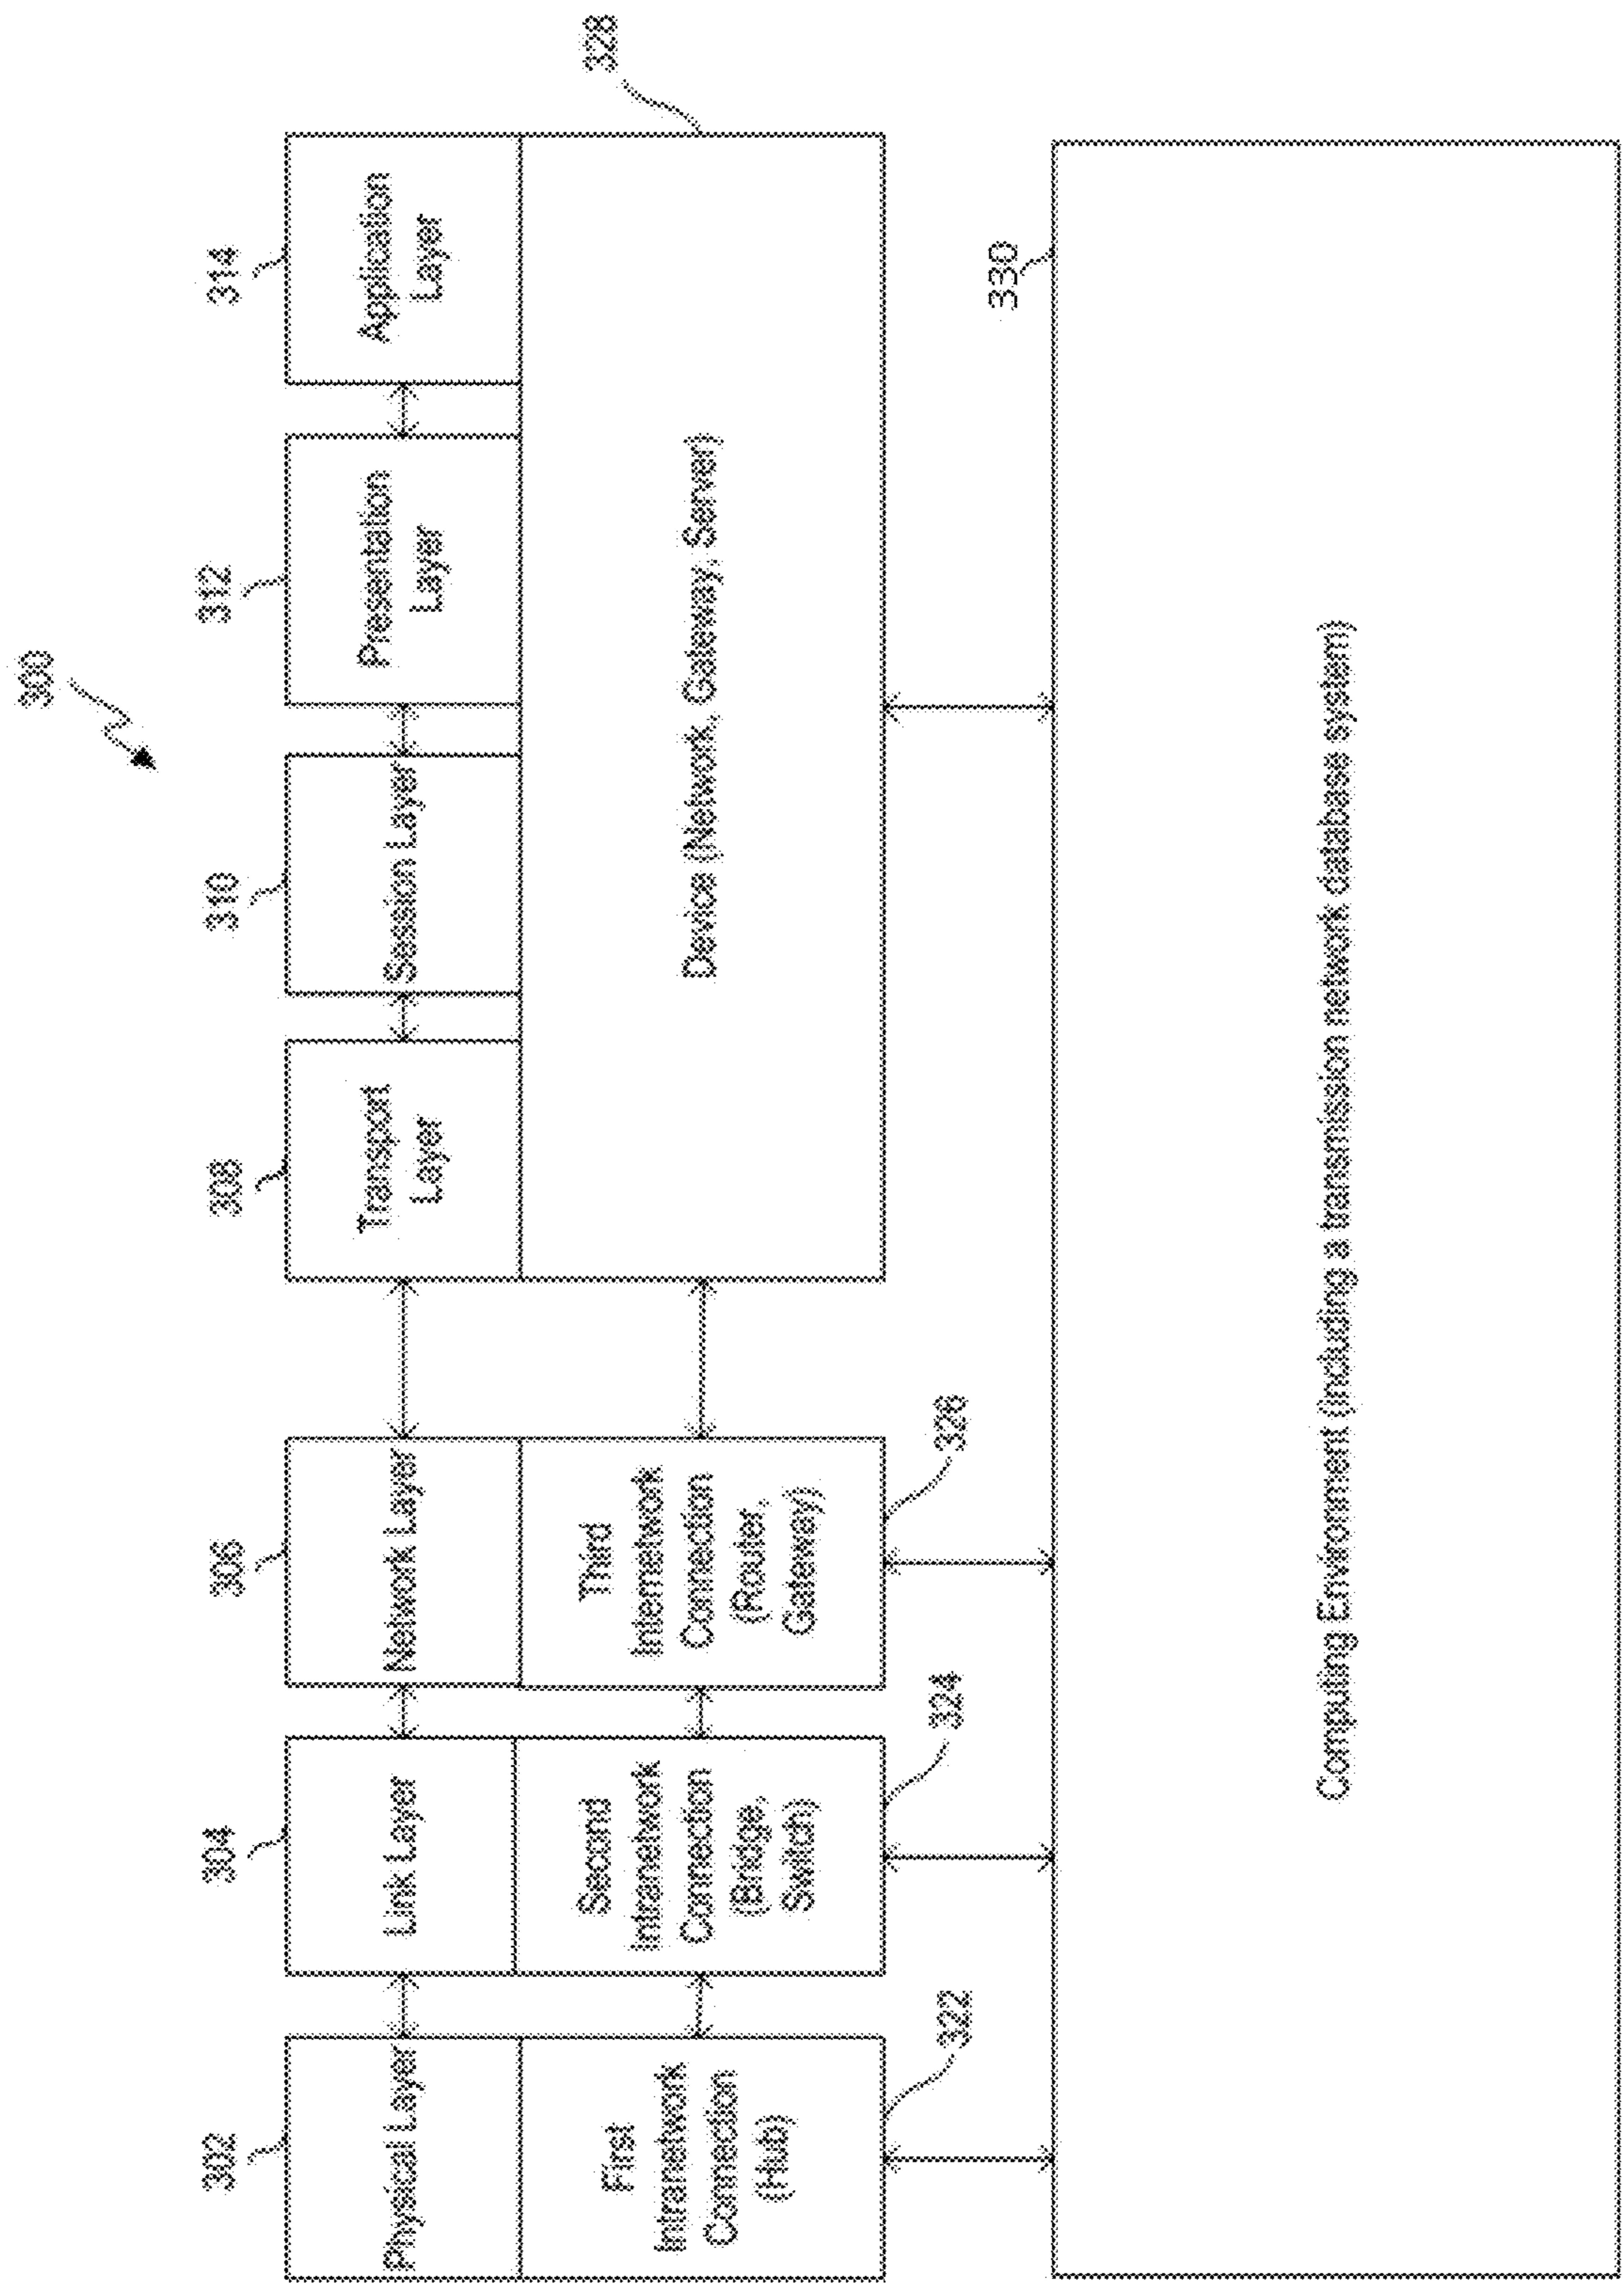 300
302
304
306
308
310
312
314
Physical Layer
Link Layer
Network Layer
Transport
Layer
Session Layer
Presentation
Layer
Application
Layer
First
Intranetwork
Connection
(Hub)
Second
Intranetwork
Connection
(Bridge,
Switch)
Third
Internetwork
Connection
(Router,
Gateway)
Device (Network, Gateway, Server)
328
322
324
326
330
Computing Environment (including a transmission network database system)